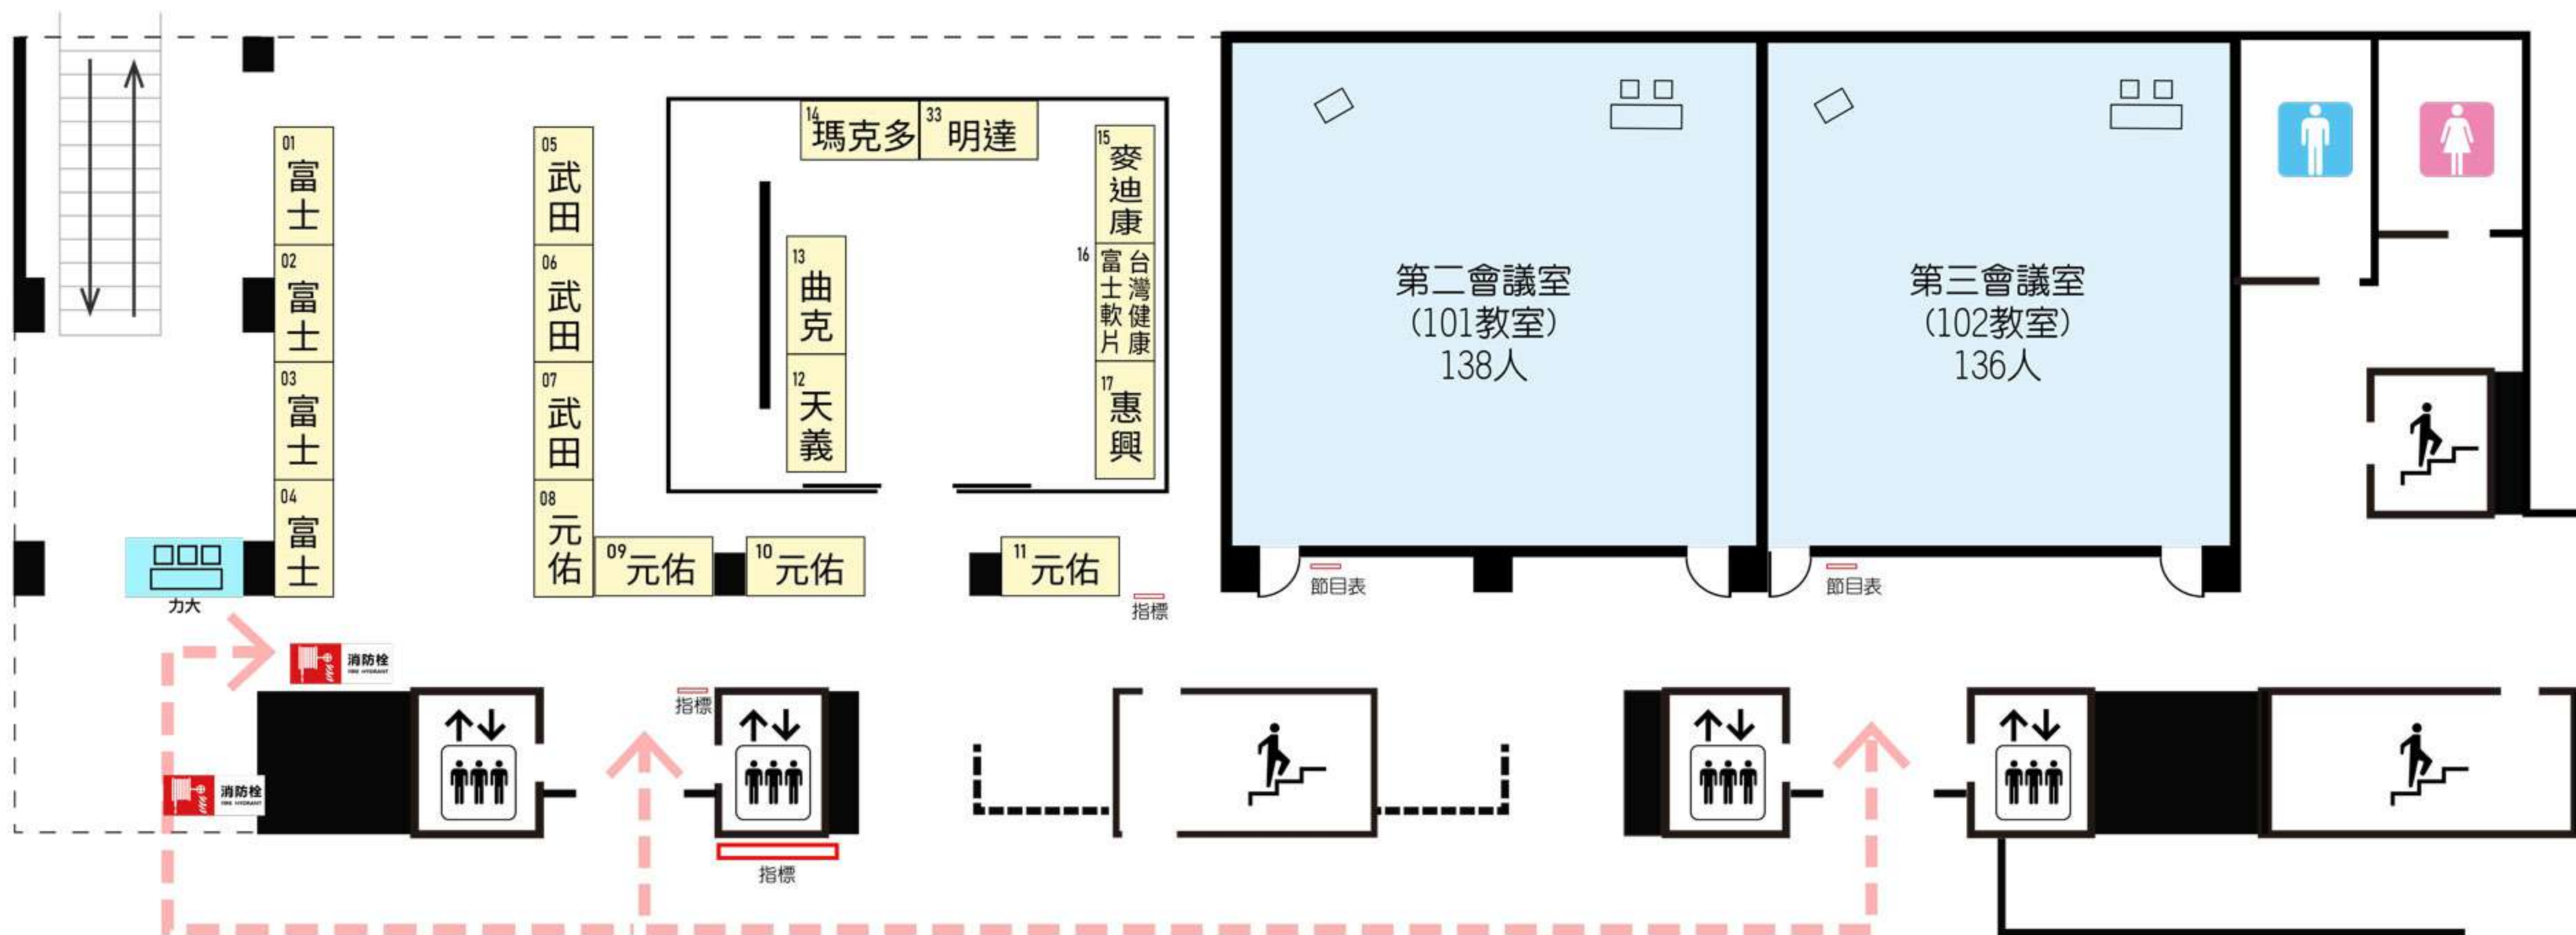 01
富士
02
富士
03
富士
04
富士
力大
05
武田
06
武田
07
武田
08
元佑
09
元佑
10
元佑
11
元佑
指標
14
瑪克多
33
明達
13
曲克
12
天義
15
麥迪康
16
台灣健康
富士軟片
17
惠興
第二會議室
(101教室)
138人
第三會議室
(102教室)
136人
節目表
節目表
消防栓
FIRE HYDRANT
消防栓
FIRE HYDRANT
指標
指標